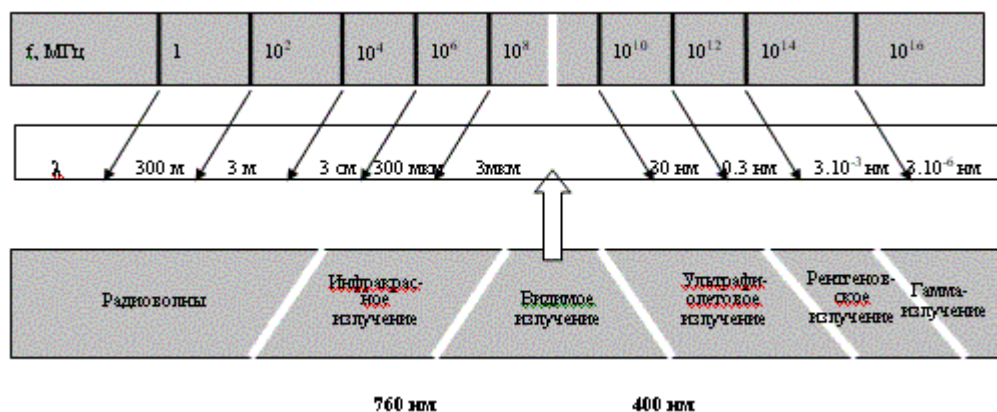 f, МГц 1 10² 10⁴ 10⁶ 10⁸ 10¹⁰ 10¹² 10¹⁴ 10¹⁶
λ 300 м 3 м 3 см 300 мкм 3мкм 30 нм 0.3 нм 3.10⁻³ нм 3.10⁻⁶ нм
Радиоволны
Инфракрас-
ное
излучение
Видимое
излучение
Ультрафи-
олетовое
излучение
Рентгенов-
ское
излучение
Гамма-
излучение
760 нм 400 нм